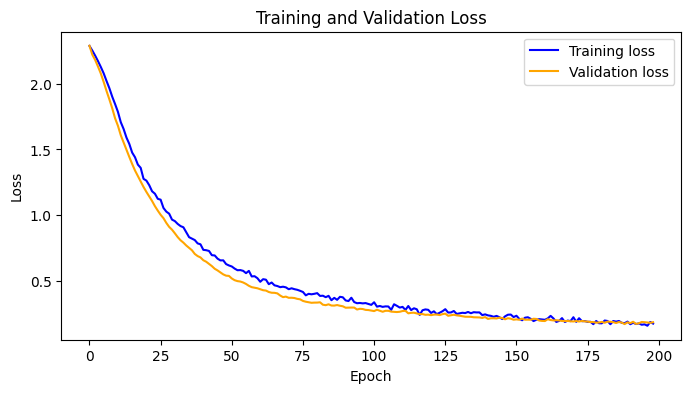 Training and Validation Loss
Training loss
Validation loss
Loss
2.0
1.5
1.0
0.5
0 25 50 75 100 125 150 175 200
Epoch